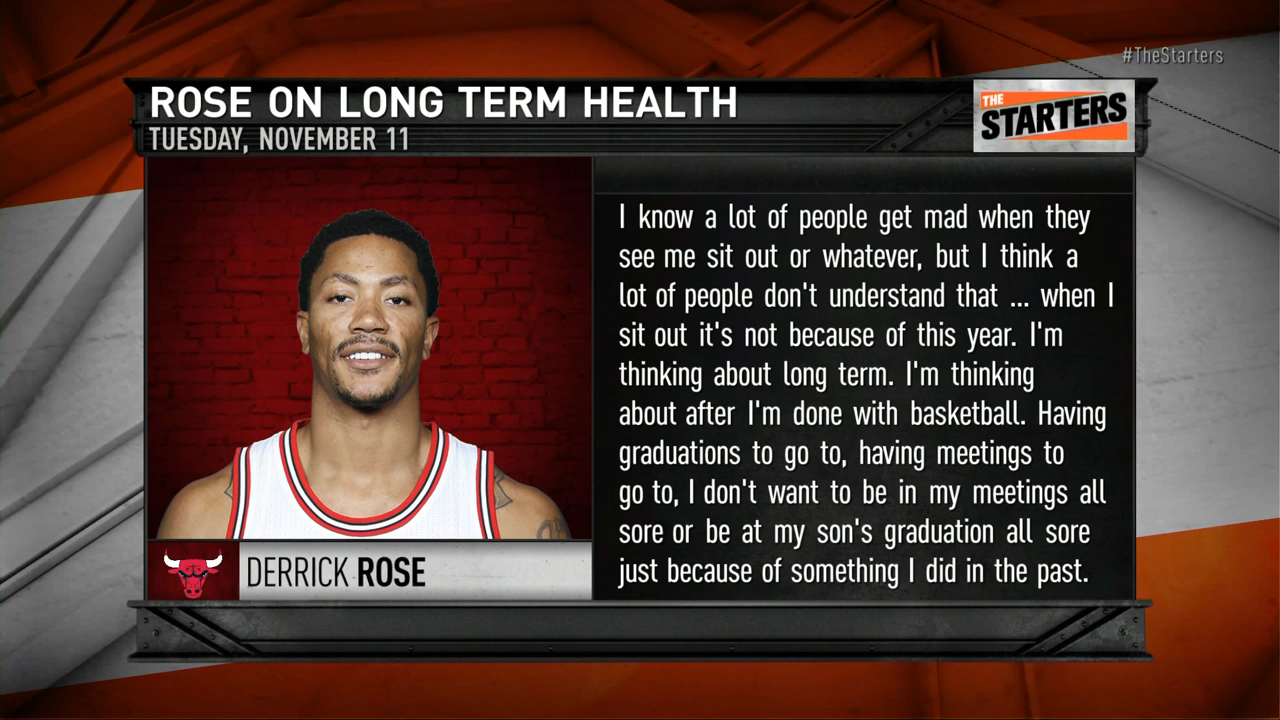 #TheStarters
ROSE ON LONG TERM HEALTH
TUESDAY, NOVEMBER 11
THE
STARTERS
I know a lot of people get mad when they
see me sit out or whatever, but I think a
lot of people don't understand that ... when I
sit out it's not because of this year. I'm
thinking about long term. I'm thinking
about after I'm done with basketball. Having
graduations to go to, having meetings to
go to, I don't want to be in my meetings all
sore or be at my son's graduation all sore
just because of something I did in the past.
DERRICK ROSE